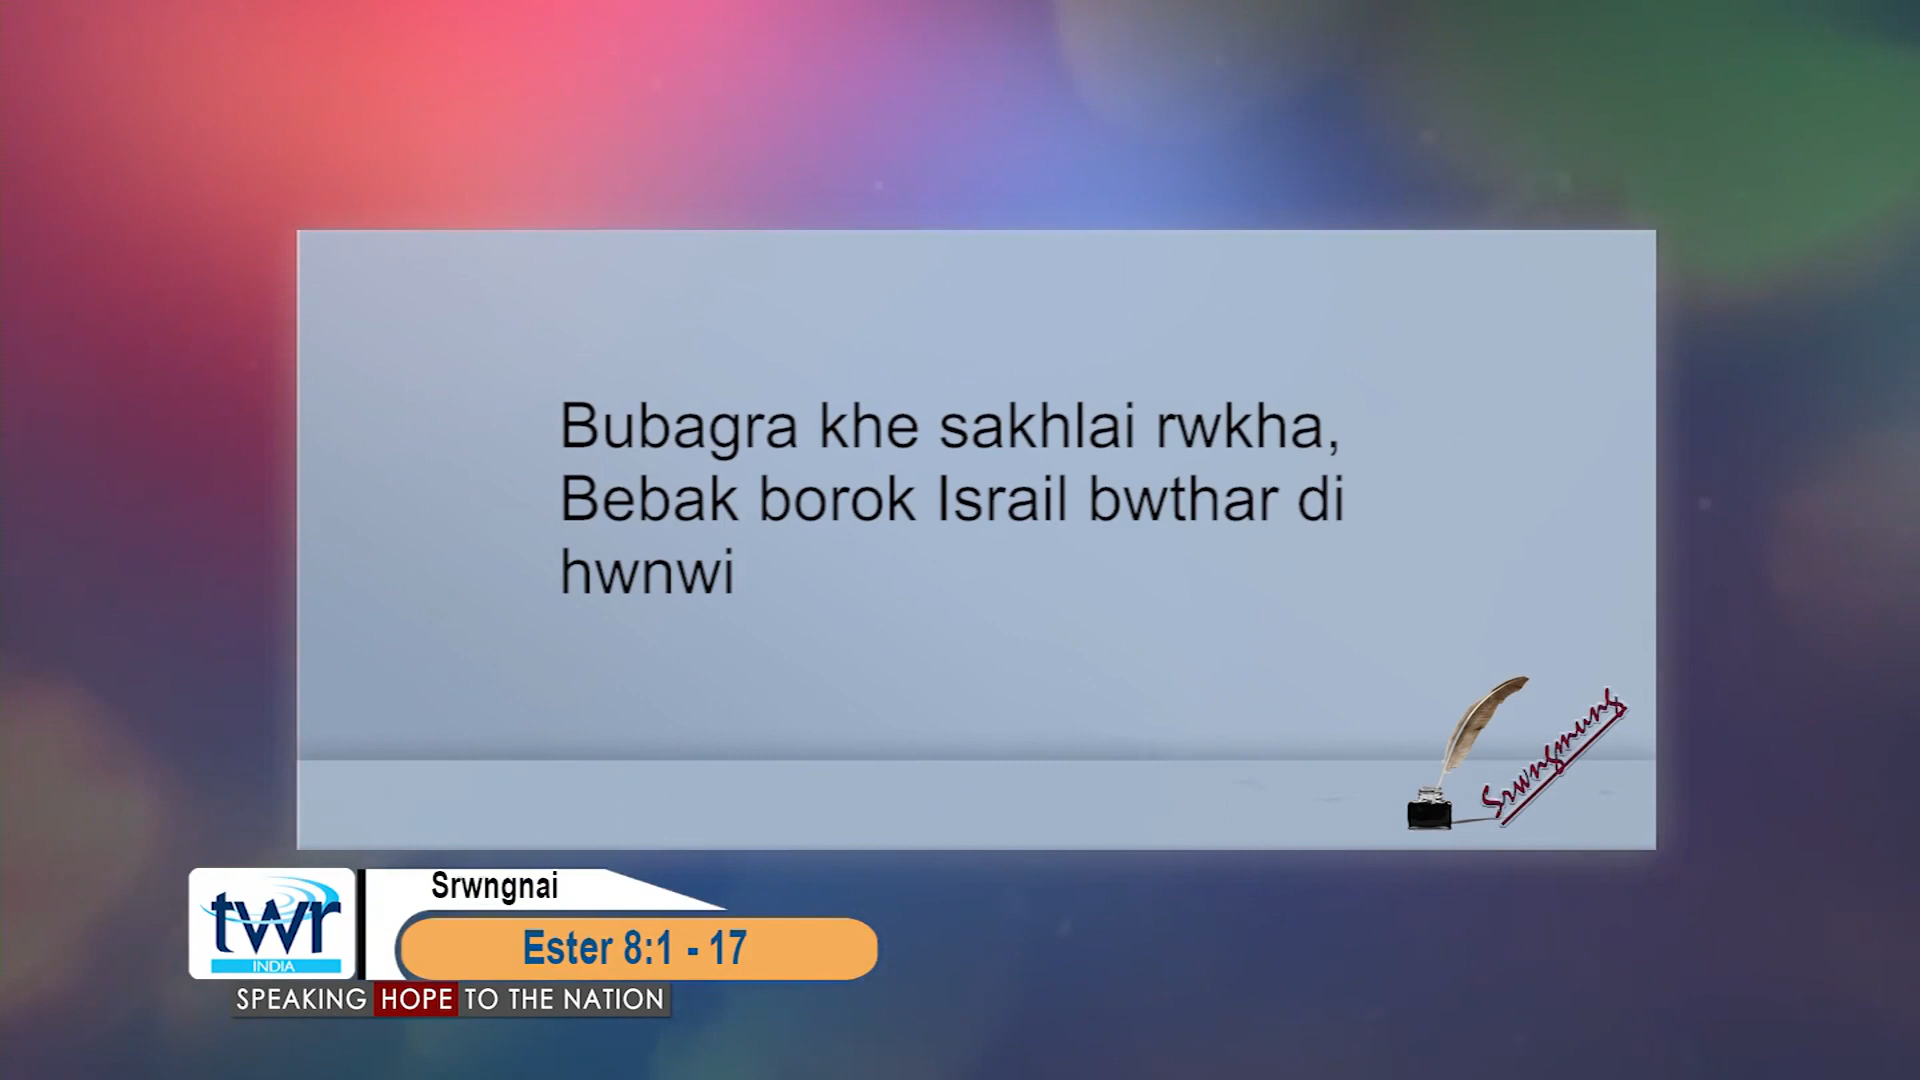 Bubagra khe sakhlai rwkha,
Bebak borok Israil bwthar di
hwnwi
Srwngmung
twr
INDIA
Srwngnai
Ester 8:1 - 17
SPEAKING HOPE TO THE NATION